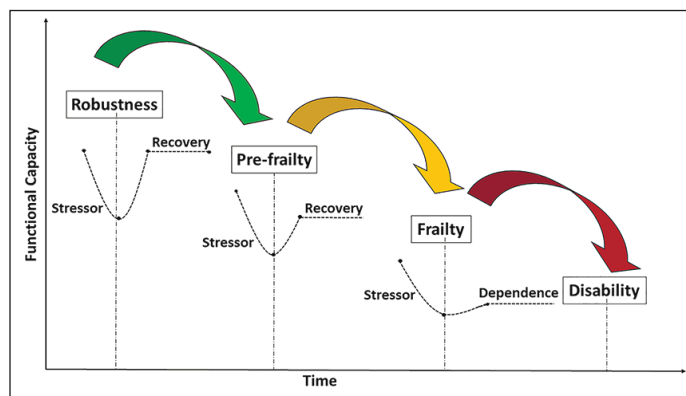 Robustness
Recovery
Stressor
Pre-frailty
Recovery
Stressor
Frailty
Stressor
Dependence
Disability
Functional Capacity
Time